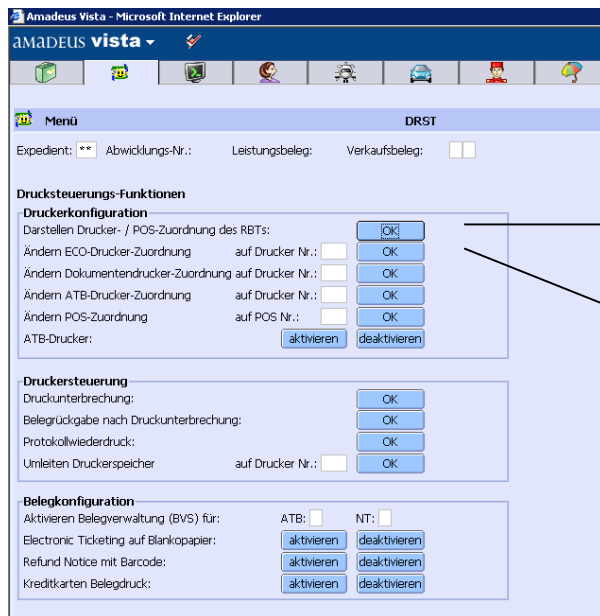 Amadeus Vista - Microsoft Internet Explorer
amadeus vista
Menü DRST
Expedient: ** Abwicklungs-Nr.: Leistungsbeleg: Verkaufsbeleg:
Drucksteuerungs-Funktionen
Druckerkonfiguration
Darstellen Drucker- / POS-Zuordnung des RBTs: OK
Ändern ECO-Drucker-Zuordnung auf Drucker Nr.: OK
Ändern Dokumentendrucker-Zuordnung auf Drucker Nr.: OK
Ändern ATB-Drucker-Zuordnung auf Drucker Nr.: OK
Ändern POS-Zuordnung auf POS Nr.: OK
ATB-Drucker: aktivieren deaktivieren
Druckersteuerung
Druckunterbrechung: OK
Belegrückgabe nach Druckunterbrechung: OK
Protokollwiederdruck: OK
Umleiten Druckerspeicher auf Drucker Nr.: OK
Belegkonfiguration
Aktivieren Belegverwaltung (BVS) für: ATB: NT:
Electronic Ticketing auf Blankopapier: aktivieren deaktivieren
Refund Notice mit Barcode: aktivieren deaktivieren
Kreditkarten Belegdruck: aktivieren deaktivieren